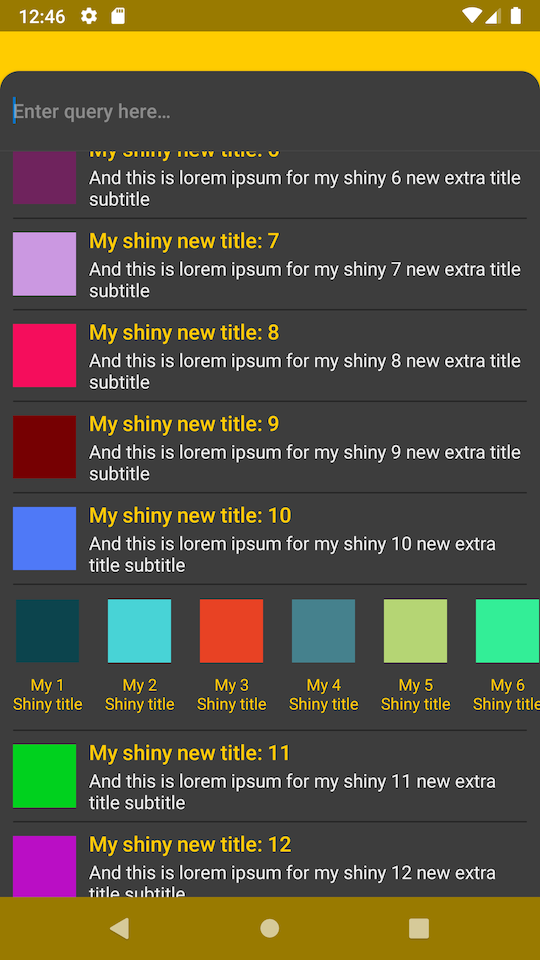 12:46
Enter query here…
My shiny new title: 6
And this is lorem ipsum for my shiny 6 new extra title
subtitle
My shiny new title: 7
And this is lorem ipsum for my shiny 7 new extra title
subtitle
My shiny new title: 8
And this is lorem ipsum for my shiny 8 new extra title
subtitle
My shiny new title: 9
And this is lorem ipsum for my shiny 9 new extra title
subtitle
My shiny new title: 10
And this is lorem ipsum for my shiny 10 new extra
title subtitle
My 1
Shiny title
My 2
Shiny title
My 3
Shiny title
My 4
Shiny title
My 5
Shiny title
My 6
Shiny title
My shiny new title: 11
And this is lorem ipsum for my shiny 11 new extra
title subtitle
My shiny new title: 12
And this is lorem ipsum for my shiny 12 new extra
title subtitle